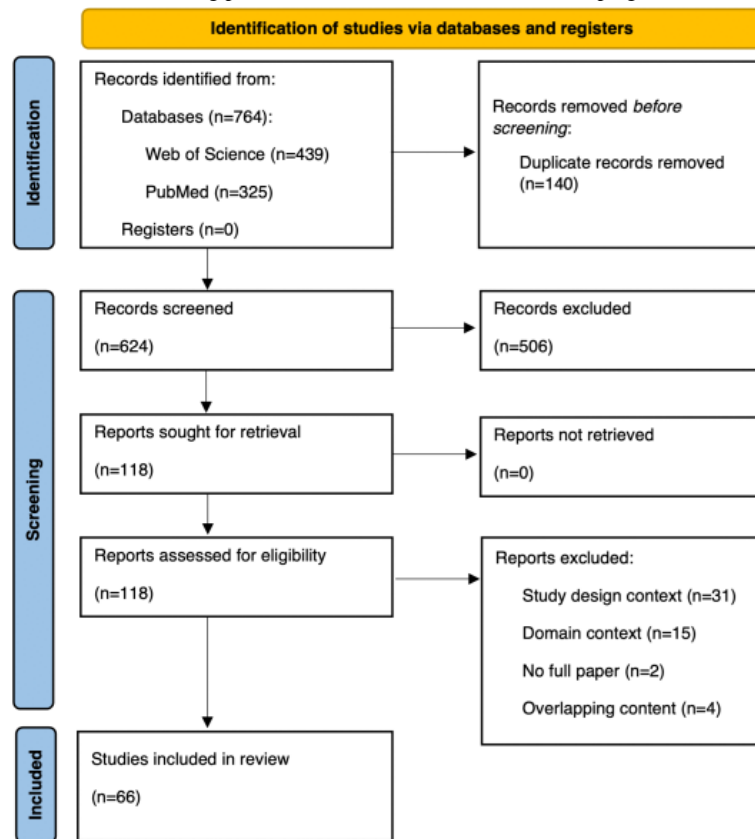 Identification of studies via databases and registers
Identification
Records identified from:
Databases (n=764):
Web of Science (n=439)
PubMed (n=325)
Registers (n=0)
Records removed before
screening:
Duplicate records removed
(n=140)
Screening
Records screened
(n=624)
Records excluded
(n=506)
Reports sought for retrieval
(n=118)
Reports not retrieved
(n=0)
Reports assessed for eligibility
(n=118)
Reports excluded:
Study design context (n=31)
Domain context (n=15)
No full paper (n=2)
Overlapping content (n=4)
Included
Studies included in review
(n=66)